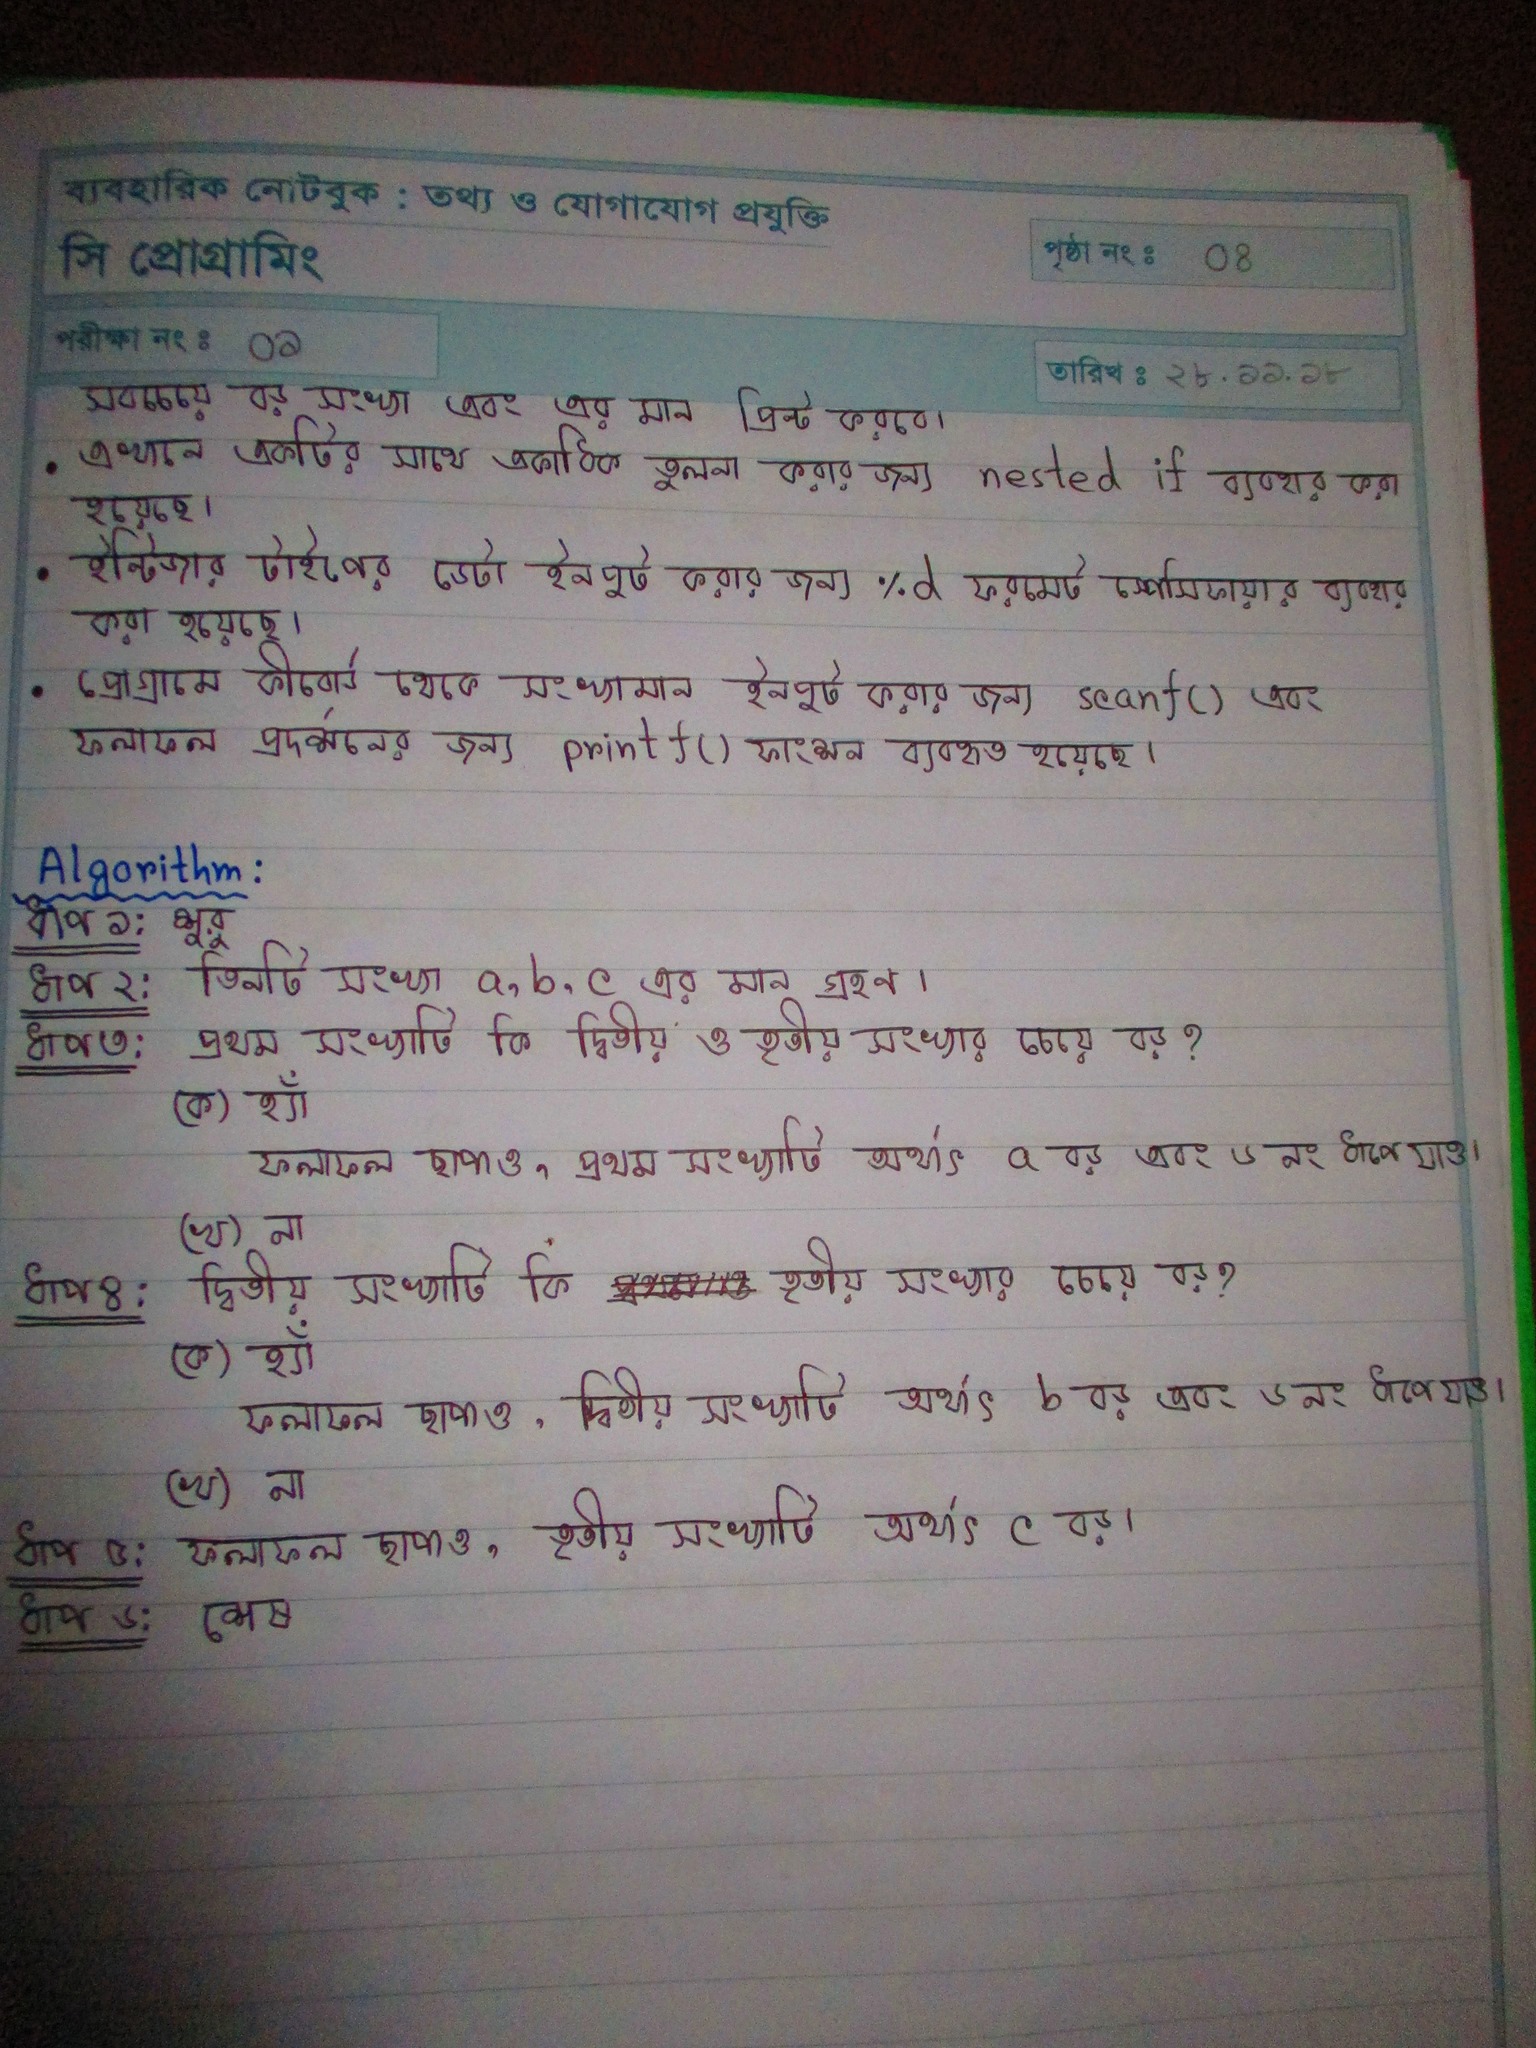 ব্যবহারিক নোটবুক : তথ্য ও যোগাযোগ প্রযুক্তি
সি প্রোগ্রামিং
পৃষ্ঠা নং : ০৪
পরীক্ষা নং : ০১
তারিখ : ২৮.১১.১৮
সবচেয়ে বড় সংখ্যা এবং এর মান প্রিন্ট করবে।
• এখানে একটির সাথে একাধিক তুলনা করার জন্য nested if ব্যবহার করা
হয়েছে।
• ইন্টিজার টাইপের ডেটা ইনপুট করার জন্য %d ফরমেট স্পেসিফায়ার ব্যবহার
করা হয়েছে।
• প্রোগ্রামে কীবোর্ড থেকে সংখ্যামান ইনপুট করার জন্য scanf() এবং
ফলাফল প্রদর্শনের জন্য printf() ফাংশন ব্যবহৃত হয়েছে।
Algorithm:
ধাপ ১: শুরু
ধাপ ২: তিনটি সংখ্যা a, b, c এর মান গ্রহণ।
ধাপ ৩: প্রথম সংখ্যাটি কি দ্বিতীয় ও তৃতীয় সংখ্যার চেয়ে বড়?
(ক) হ্যাঁ
ফলাফল ছাপাও, প্রথম সংখ্যাটি অর্থাৎ a বড় এবং ৬ নং ধাপে যাও।
(খ) না
ধাপ ৪: দ্বিতীয় সংখ্যাটি কি তৃতীয় সংখ্যার চেয়ে বড়?
(ক) হ্যাঁ
ফলাফল ছাপাও, দ্বিতীয় সংখ্যাটি অর্থাৎ b বড় এবং ৬ নং ধাপে যাও।
(খ) না
ধাপ ৫: ফলাফল ছাপাও, তৃতীয় সংখ্যাটি অর্থাৎ c বড়।
ধাপ ৬: শেষ